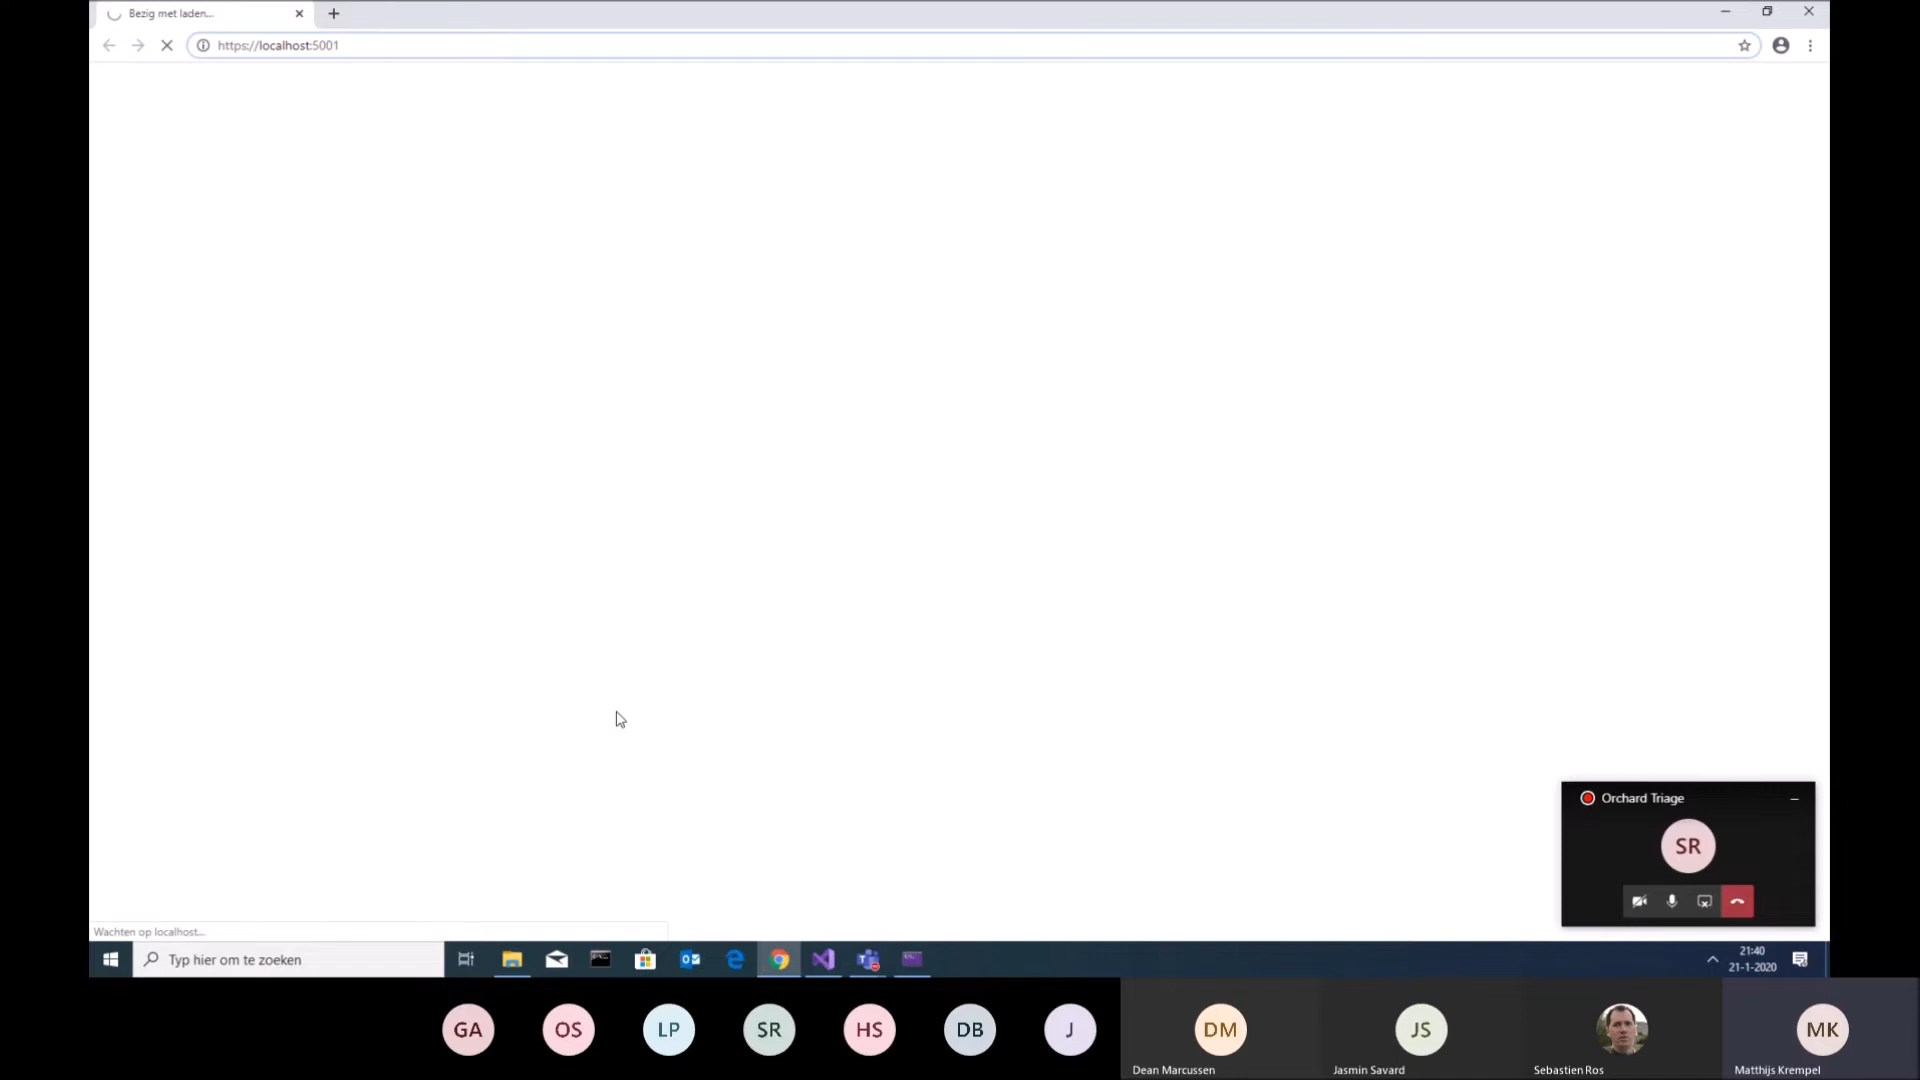 Bezig met laden...
https://localhost:5001
Orchard Triage
SR
Wachten op localhost...
Typ hier om te zoeken
21:40
21-1-2020
GA
OS
LP
SR
HS
DB
J
DM
JS
MK
Dean Marcussen
Jasmin Savard
Sebastien Ros
Matthijs Krempel